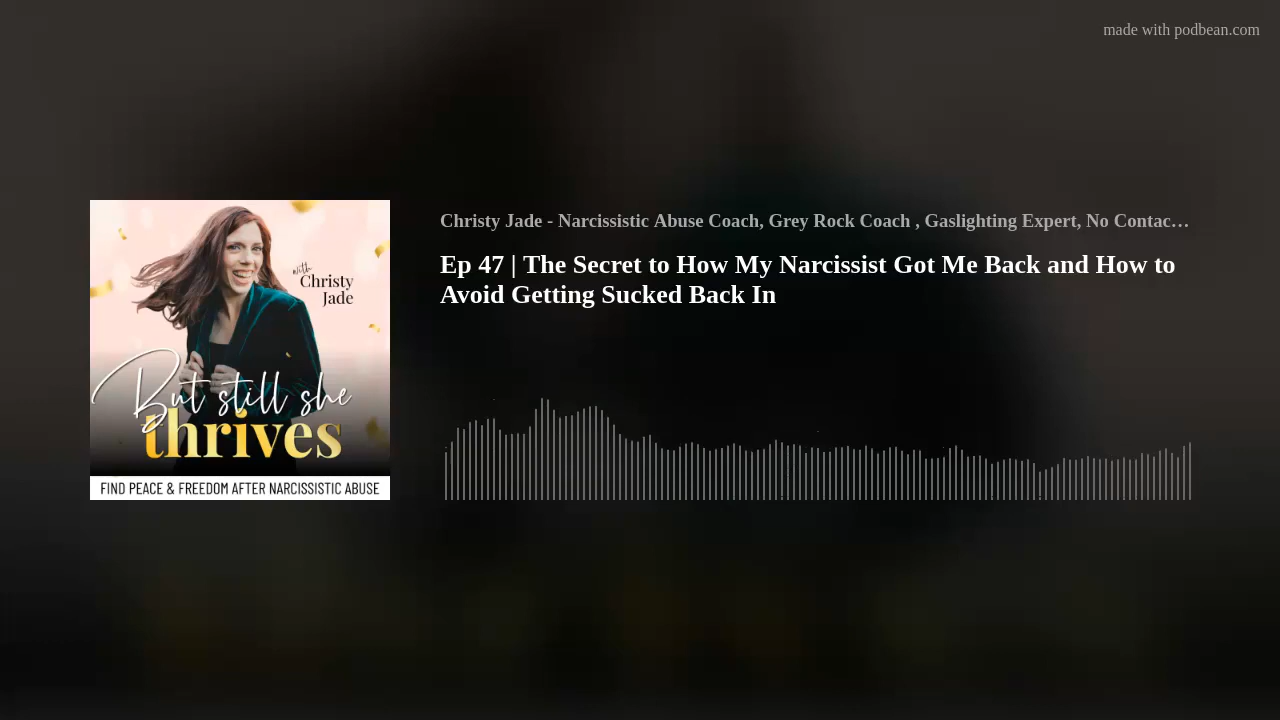 made with podbean.com
with
Christy
Jade
But still she
thrives
FIND PEACE & FREEDOM AFTER NARCISSISTIC ABUSE
Christy Jade - Narcissistic Abuse Coach, Grey Rock Coach , Gaslighting Expert, No Contac…
Ep 47 | The Secret to How My Narcissist Got Me Back and How to
Avoid Getting Sucked Back In